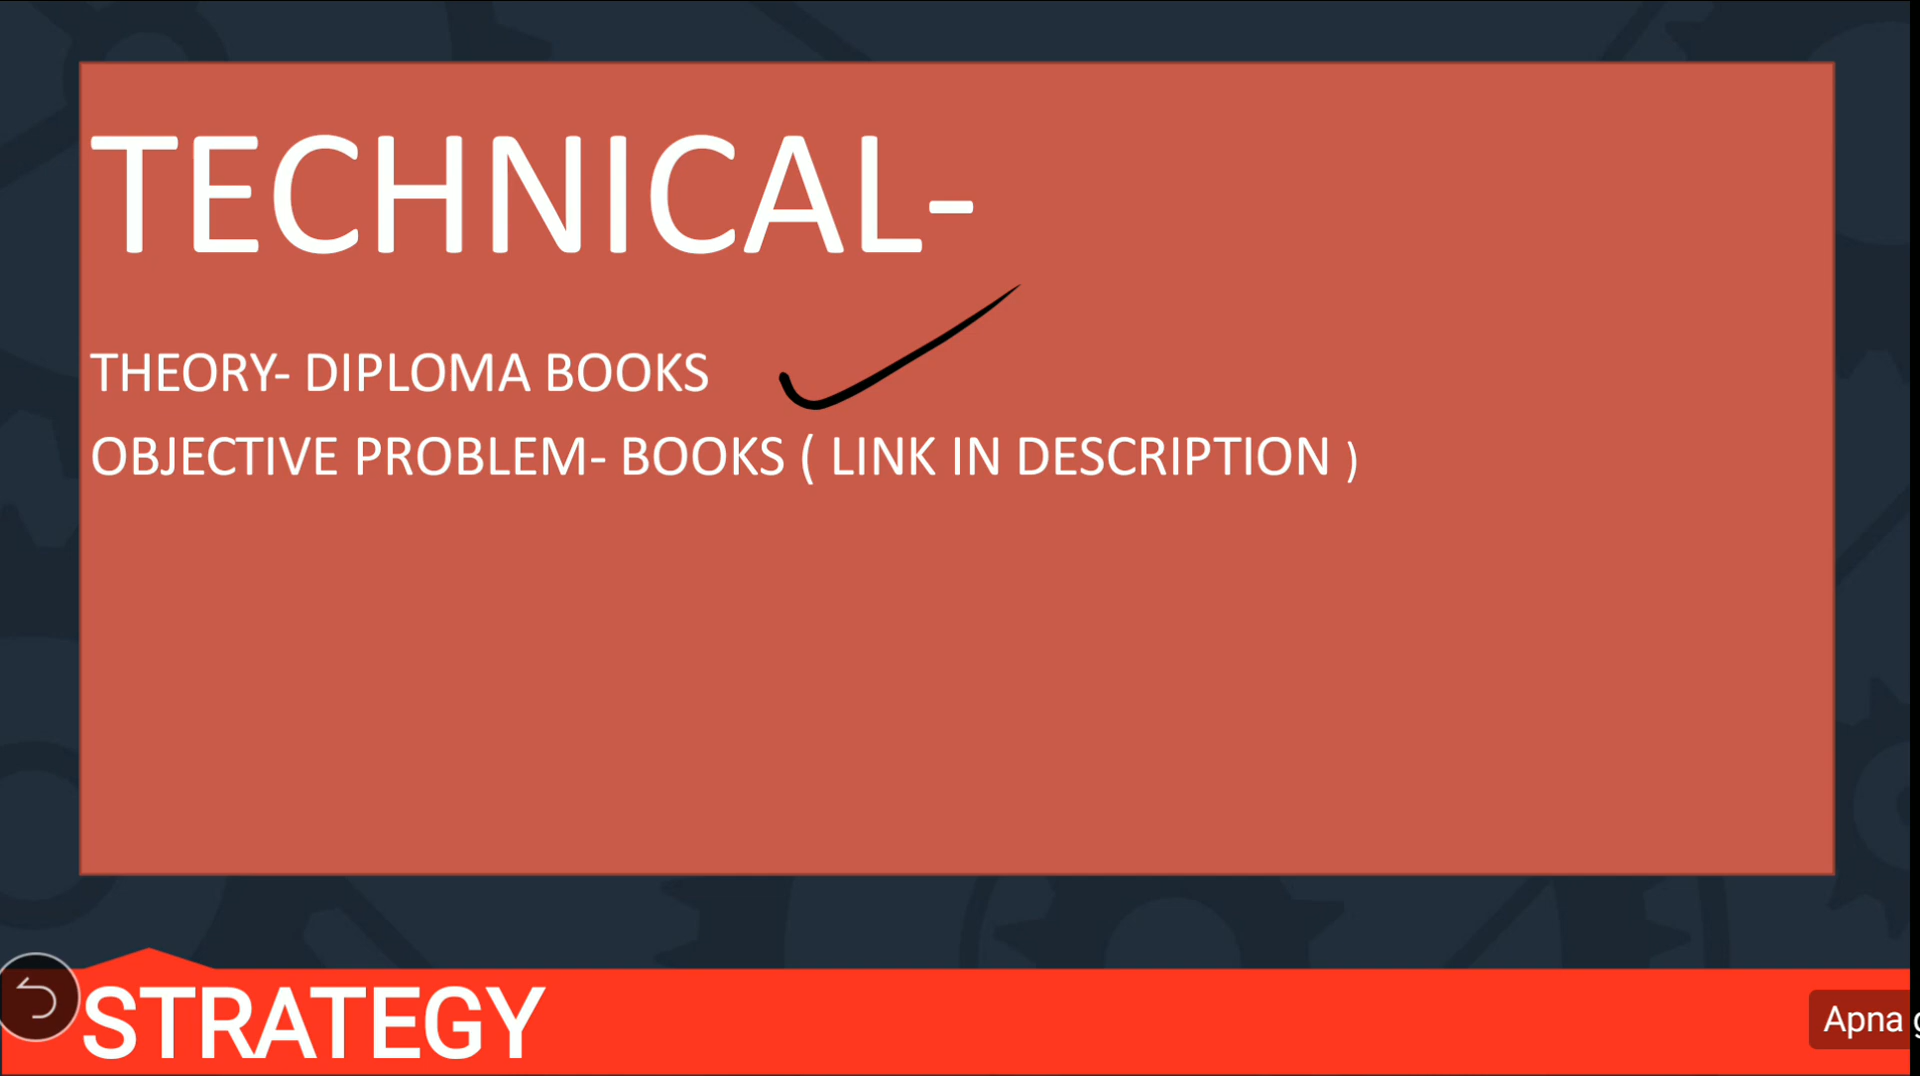 TECHNICAL-
THEORY- DIPLOMA BOOKS
OBJECTIVE PROBLEM- BOOKS ( LINK IN DESCRIPTION )
STRATEGY
Apna